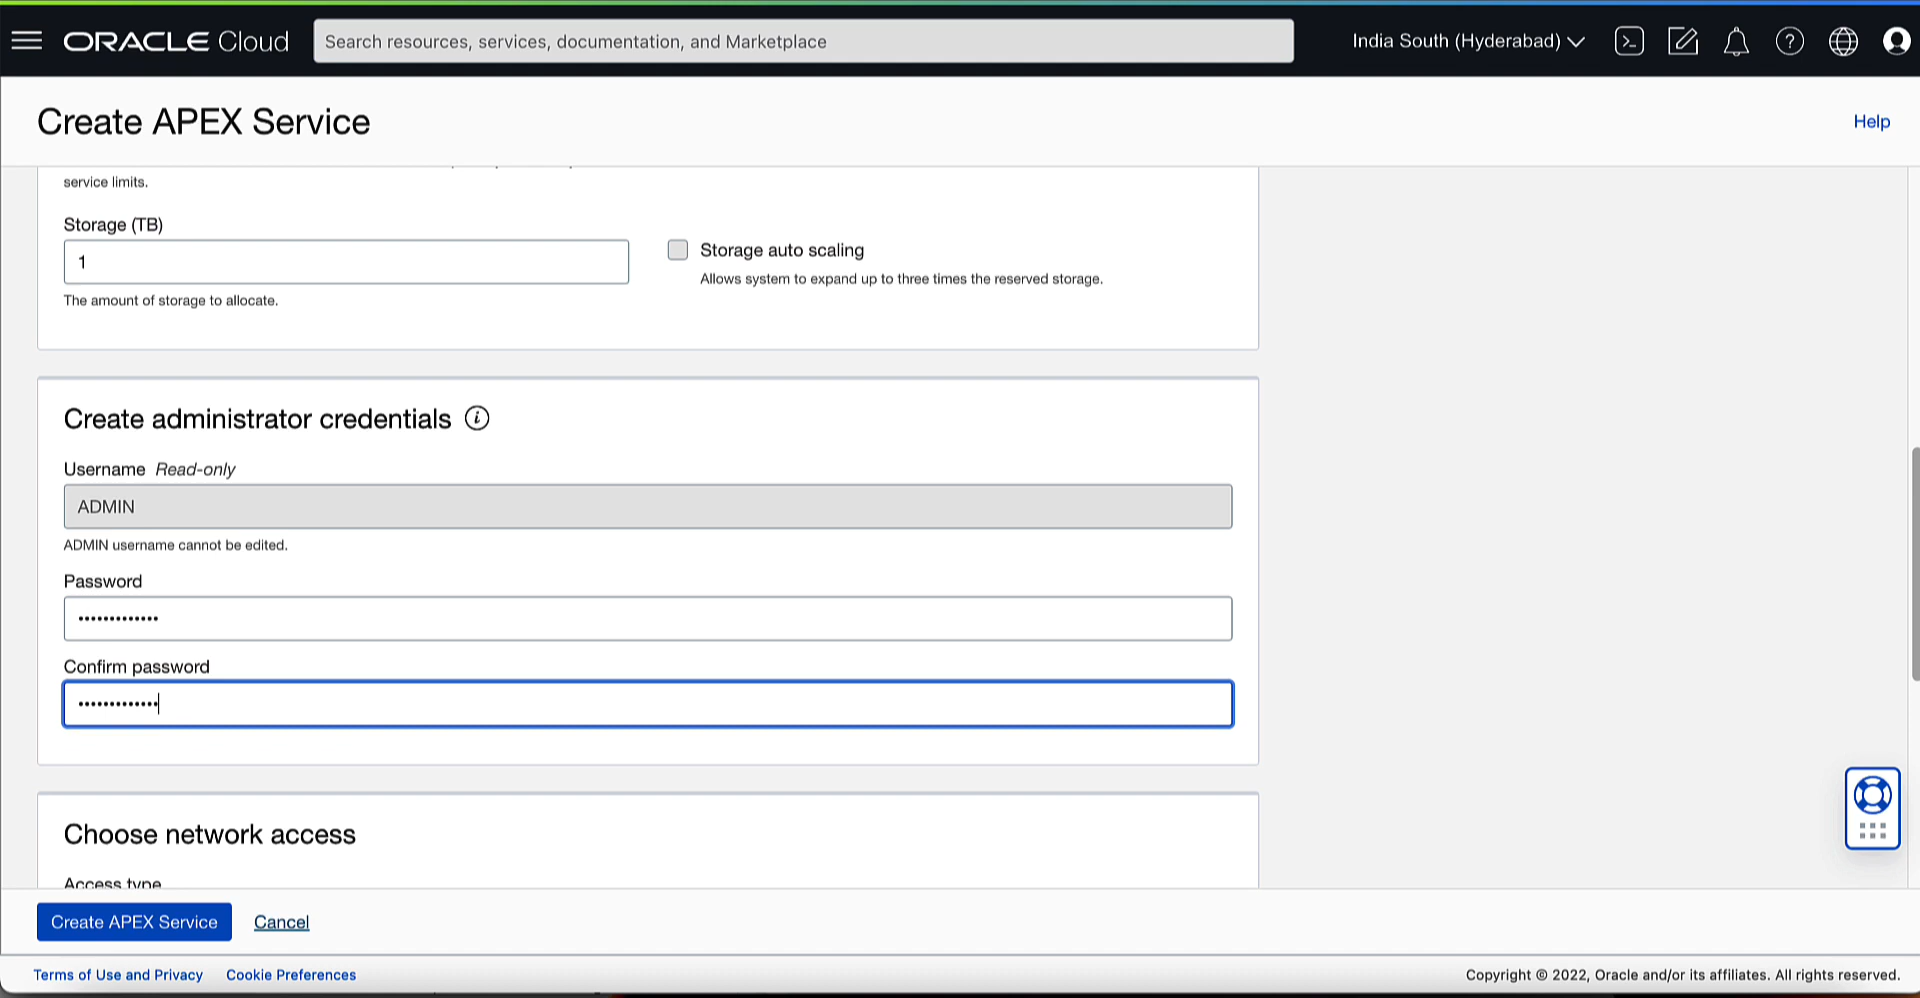 ORACLE Cloud
Search resources, services, documentation, and Marketplace
India South (Hyderabad)
Create APEX Service
Help
service limits.
Storage (TB)
1
Storage auto scaling
Allows system to expand up to three times the reserved storage.
The amount of storage to allocate.
Create administrator credentials
Username Read-only
ADMIN
ADMIN username cannot be edited.
Password
•••••••••••••
Confirm password
•••••••••••••
Choose network access
Access type
Create APEX Service
Cancel
Terms of Use and Privacy
Cookie Preferences
Copyright © 2022, Oracle and/or its affiliates. All rights reserved.